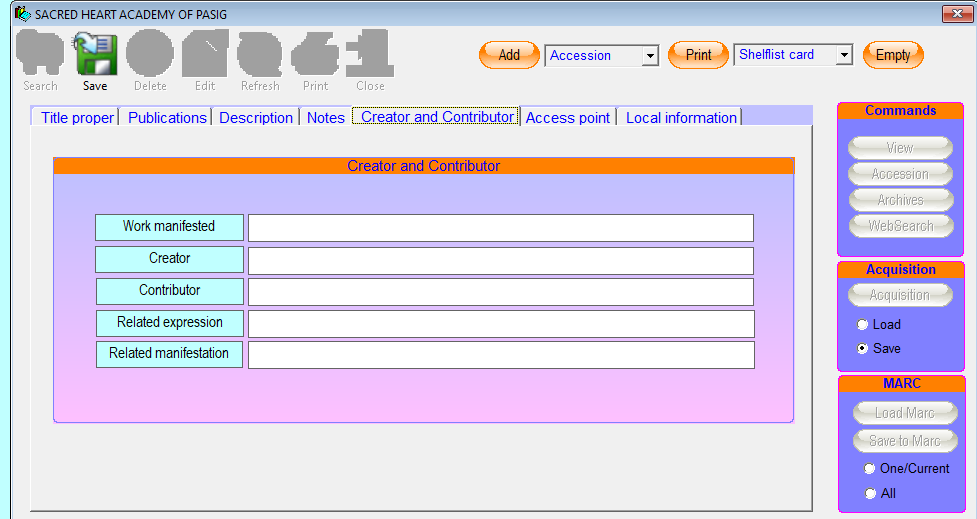 SACRED HEART ACADEMY OF PASIG
Search Save Delete Edit Refresh Print Close
Add Accession Print Shelflist card Empty
Title proper Publications Description Notes Creator and Contributor Access point Local information
Creator and Contributor
Work manifested
Creator
Contributor
Related expression
Related manifestation
Commands
View
Accession
Archives
WebSearch
Acquisition
Acquisition
Load
Save
MARC
Load Marc
Save to Marc
One/Current
All